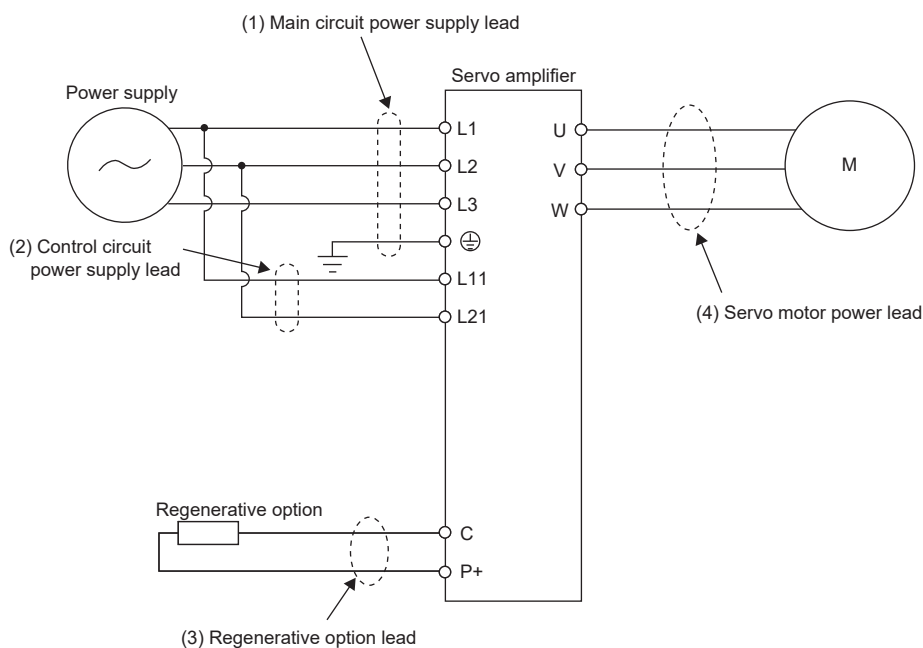 (1) Main circuit power supply lead
Servo amplifier
Power supply
L1
L2
L3
L11
L21
U
V
W
M
(2) Control circuit
power supply lead
(4) Servo motor power lead
Regenerative option
C
P+
(3) Regenerative option lead